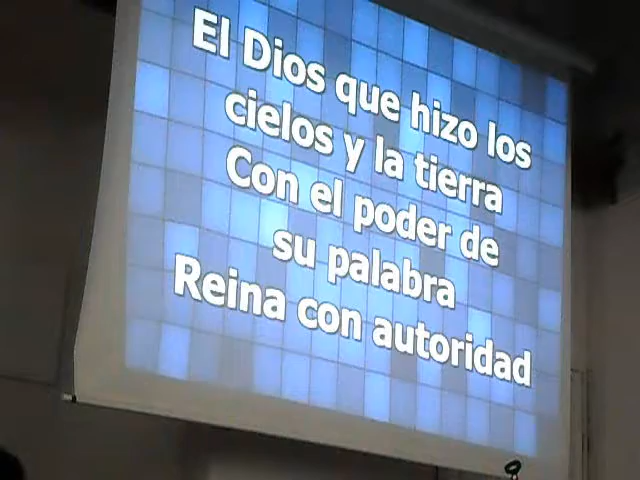 El Dios que hizo los
cielos y la tierra
Con el poder de
su palabra
Reina con autoridad